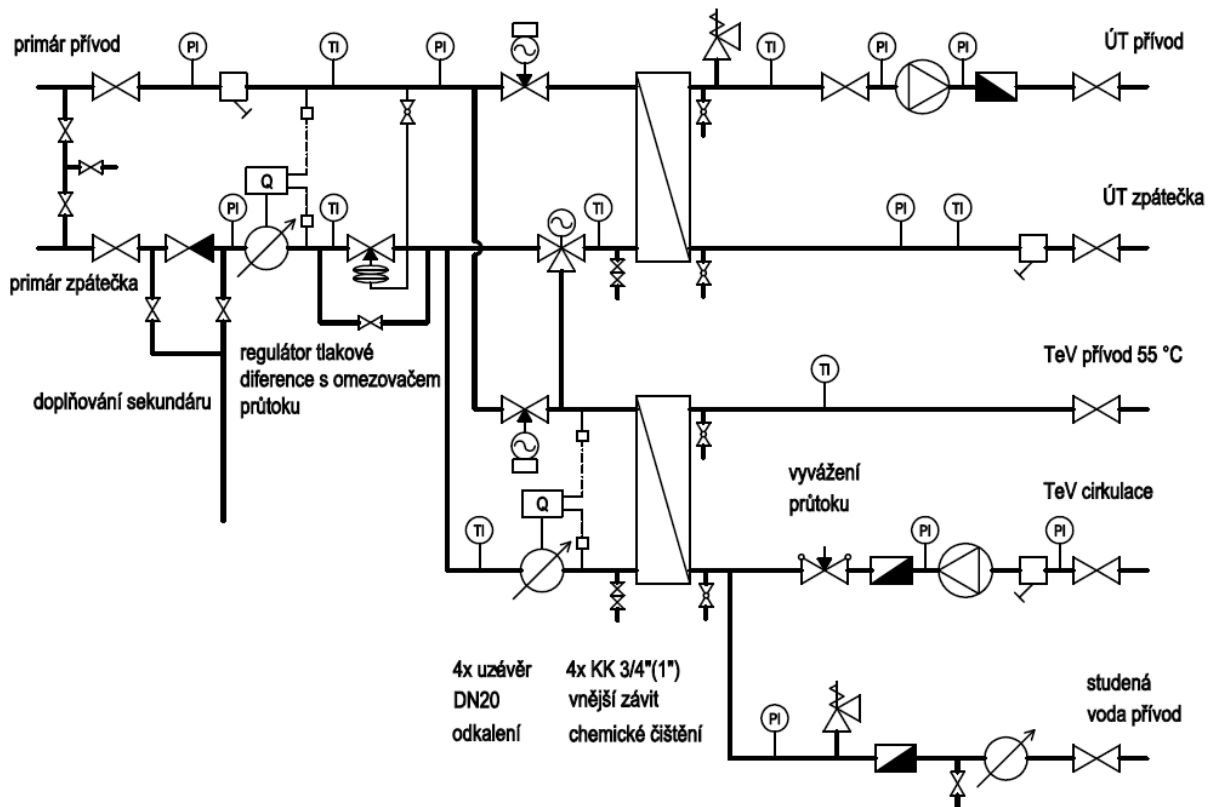 primár přívod
PI
TI
PI
TI
PI
PI
ÚT přívod
Q
PI
TI
TI
PI
TI
ÚT zpátečka
primár zpátečka
regulátor tlakové
diference s omezovačem
průtoku
doplňování sekundáru
TI
TeV přívod 55 °C
vyvážení
průtoku
TeV cirkulace
Q
TI
PI
PI
4x uzávěr
DN20
odkalení
4x KK 3/4"(1")
vnější závit
chemické čištění
PI
studená
voda přívod